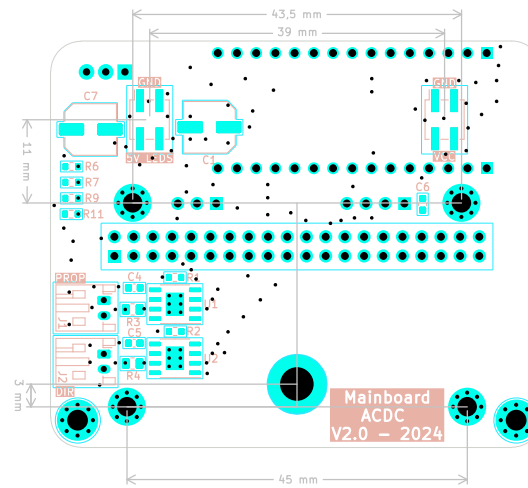 43,5 mm
39 mm
GND
GND
C7
11 mm
5V LEDS
C1
VCC
R6
R7
R9
R11
C6
PROP
C4
R1
J1
U1
R3
C5
R2
J2
U2
R4
DIR
3 mm
Mainboard
ACDC
V2.0 – 2024
45 mm